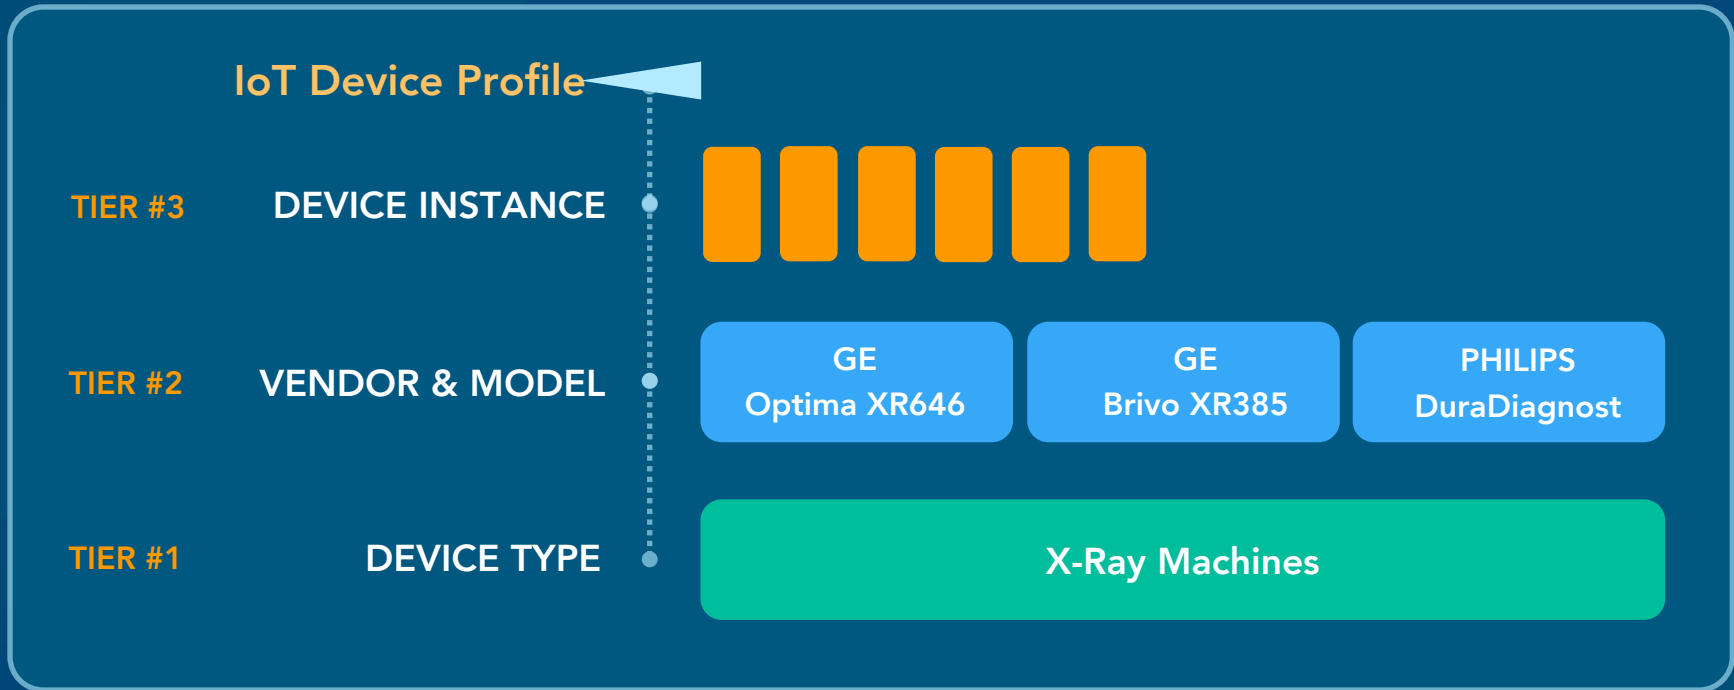 IoT Device Profile
TIER #3
DEVICE INSTANCE
TIER #2
VENDOR & MODEL
GE
Optima XR646
GE
Brivo XR385
PHILIPS
DuraDiagnost
TIER #1
DEVICE TYPE
X-Ray Machines